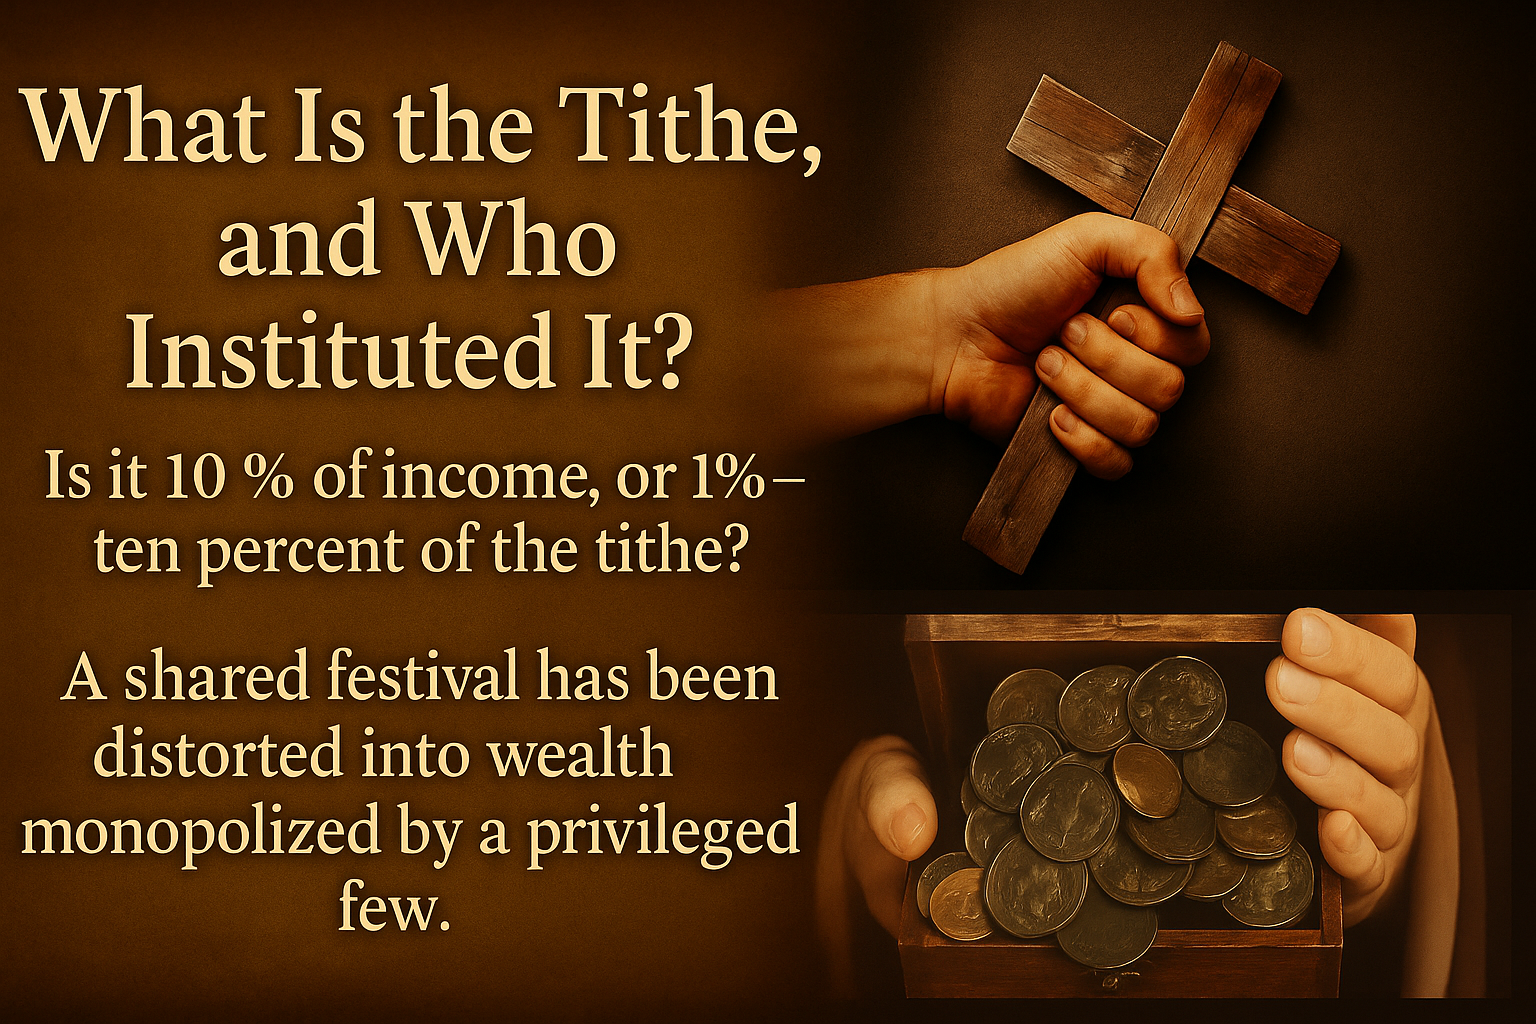 What Is the Tithe,
and Who
Instituted It?
Is it 10 % of income, or 1%–
ten percent of the tithe?
A shared festival has been
distorted into wealth
monopolized by a privileged
few.